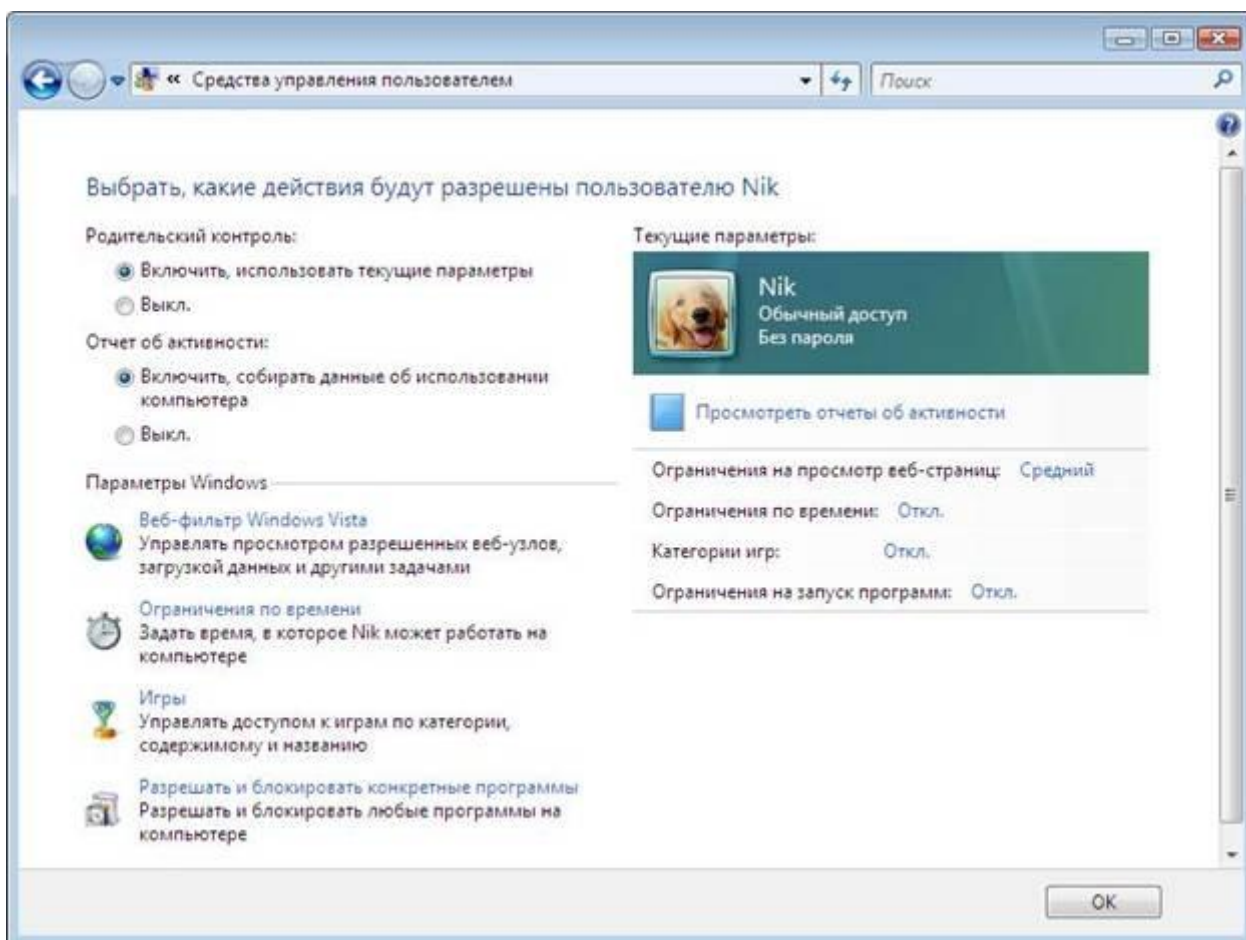 « Средства управления пользователем
Поиск
Выбрать, какие действия будут разрешены пользователю Nik
Родительский контроль:
Включить, использовать текущие параметры
Выкл.
Отчет об активности:
Включить, собирать данные об использовании
компьютера
Выкл.
Параметры Windows
Веб-фильтр Windows Vista
Управлять просмотром разрешенных веб-узлов,
загрузкой данных и другими задачами
Ограничения по времени
Задать время, в которое Nik может работать на
компьютере
Игры
Управлять доступом к играм по категории,
содержимому и названию
Разрешать и блокировать конкретные программы
Разрешать и блокировать любые программы на
компьютере
Текущие параметры:
Nik
Обычный доступ
Без пароля
Просмотреть отчеты об активности
Ограничения на просмотр веб-страниц: Средний
Ограничения по времени: Откл.
Категории игр: Откл.
Ограничения на запуск программ: Откл.
OK